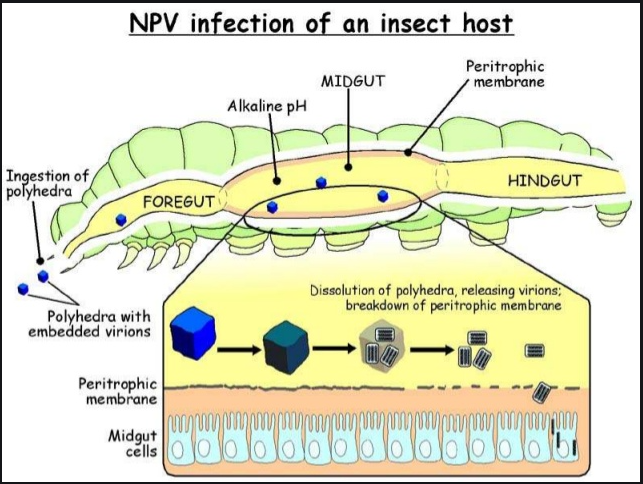 NPV infection of an insect host
Peritrophic
membrane
MIDGUT
Alkaline pH
Ingestion of
polyhedra
FOREGUT
HINDGUT
Polyhedra with
embedded virions
Dissolution of polyhedra, releasing virions;
breakdown of peritrophic membrane
Peritrophic
membrane
Midgut
cells